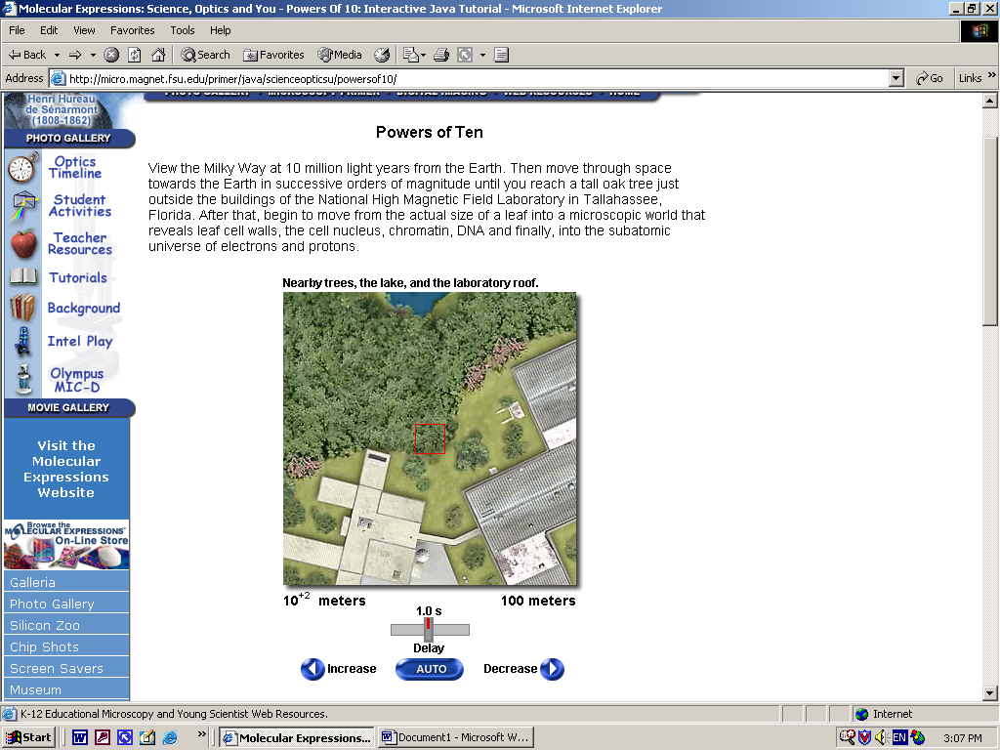 Molecular Expressions: Science, Optics and You - Powers Of 10: Interactive Java Tutorial - Microsoft Internet Explorer
File Edit View Favorites Tools Help
Back Search Favorites Media
Address http://micro.magnet.fsu.edu/primer/java/scienceopticsu/powersof10/ Go Links »
Henri Hureau
de Sénarmont
(1808-1862)
PHOTO GALLERY MICROSCOPY PRIMER DIGITAL IMAGING WEB RESOURCES HOME
PHOTO GALLERY
Optics
Timeline
Student
Activities
Teacher
Resources
Tutorials
Background
Intel Play
Olympus
MIC-D
MOVIE GALLERY
Visit the
Molecular
Expressions
Website
Browse the
MOLECULAR EXPRESSIONS™
On-Line Store
Galleria
Photo Gallery
Silicon Zoo
Chip Shots
Screen Savers
Museum
Powers of Ten
View the Milky Way at 10 million light years from the Earth. Then move through space
towards the Earth in successive orders of magnitude until you reach a tall oak tree just
outside the buildings of the National High Magnetic Field Laboratory in Tallahassee,
Florida. After that, begin to move from the actual size of a leaf into a microscopic world that
reveals leaf cell walls, the cell nucleus, chromatin, DNA and finally, into the subatomic
universe of electrons and protons.
Nearby trees, the lake, and the laboratory roof.
10+2 meters 100 meters
1.0 s
Delay
Increase AUTO Decrease
K-12 Educational Microscopy and Young Scientist Web Resources. Internet
Start » Molecular Expressions... Document1 - Microsoft W... EN 3:07 PM